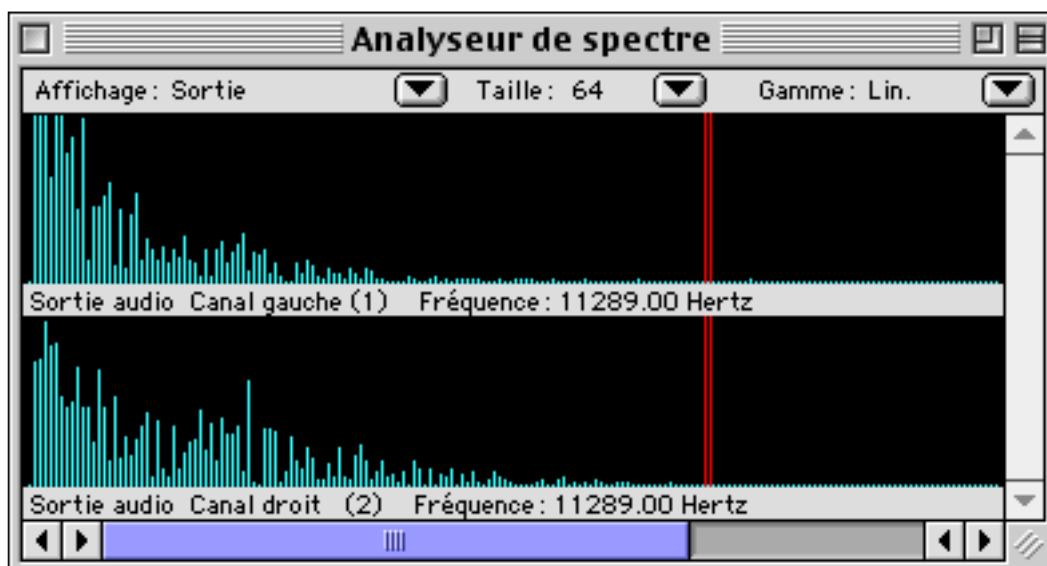 Analyseur de spectre
Affichage: Sortie Taille: 64 Gamme: Lin.
Sortie audio Canal gauche (1) Fréquence: 11289.00 Hertz
Sortie audio Canal droit (2) Fréquence: 11289.00 Hertz